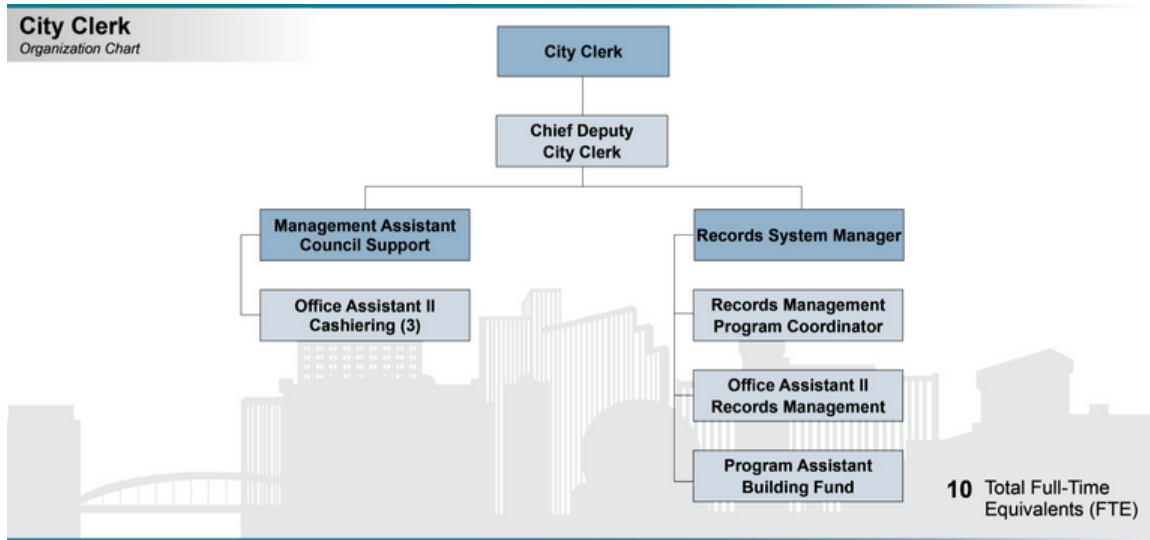 City Clerk
Organization Chart
City Clerk
Chief Deputy
City Clerk
Management Assistant
Council Support
Records System Manager
Office Assistant II
Cashiering (3)
Records Management
Program Coordinator
Office Assistant II
Records Management
Program Assistant
Building Fund
10 Total Full-Time
Equivalents (FTE)